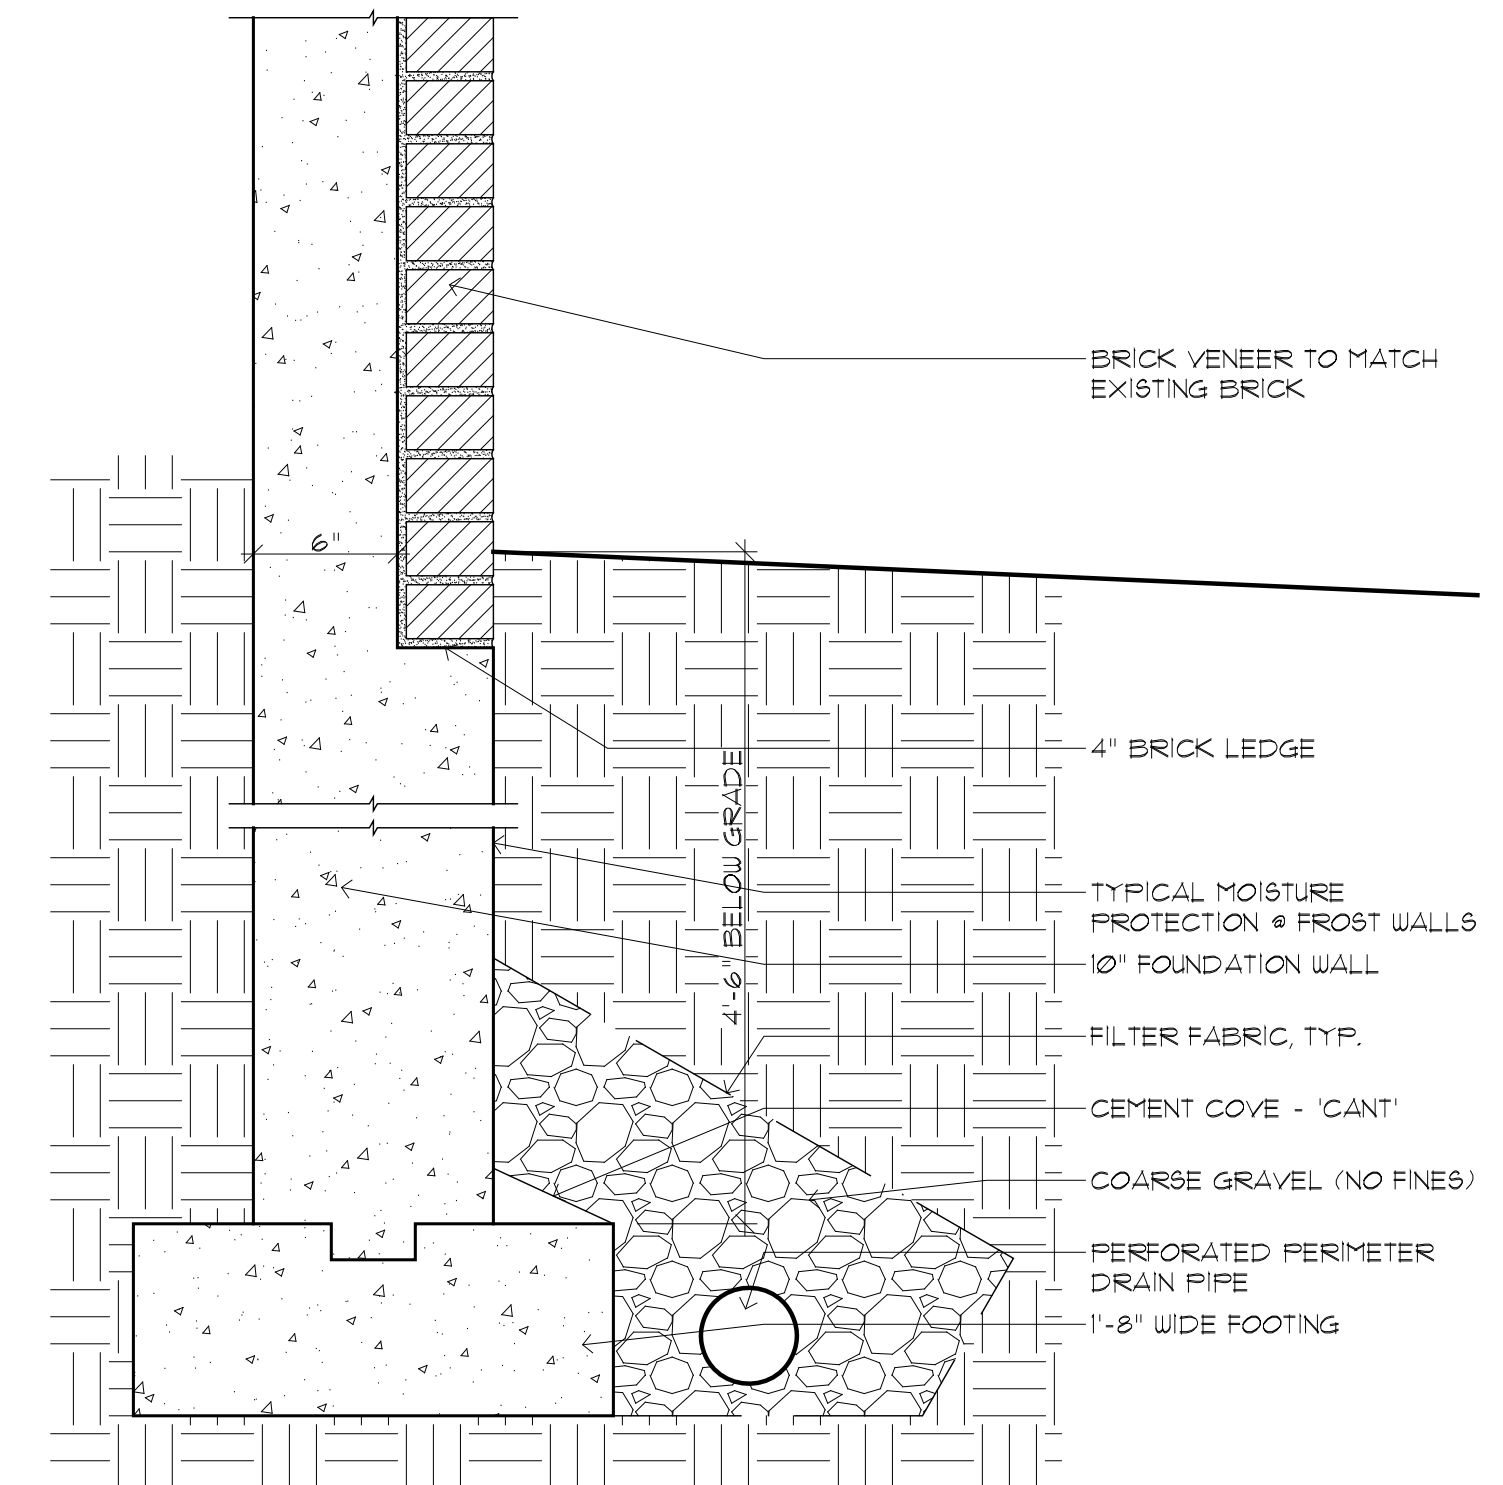 6"
BRICK VENEER TO MATCH
EXISTING BRICK
4" BRICK LEDGE
4'-6" BELOW GRADE
TYPICAL MOISTURE
PROTECTION @ FROST WALLS
10" FOUNDATION WALL
FILTER FABRIC, TYP.
CEMENT COVE - 'CANT'
COARSE GRAVEL (NO FINES)
PERFORATED PERIMETER
DRAIN PIPE
1'-8" WIDE FOOTING